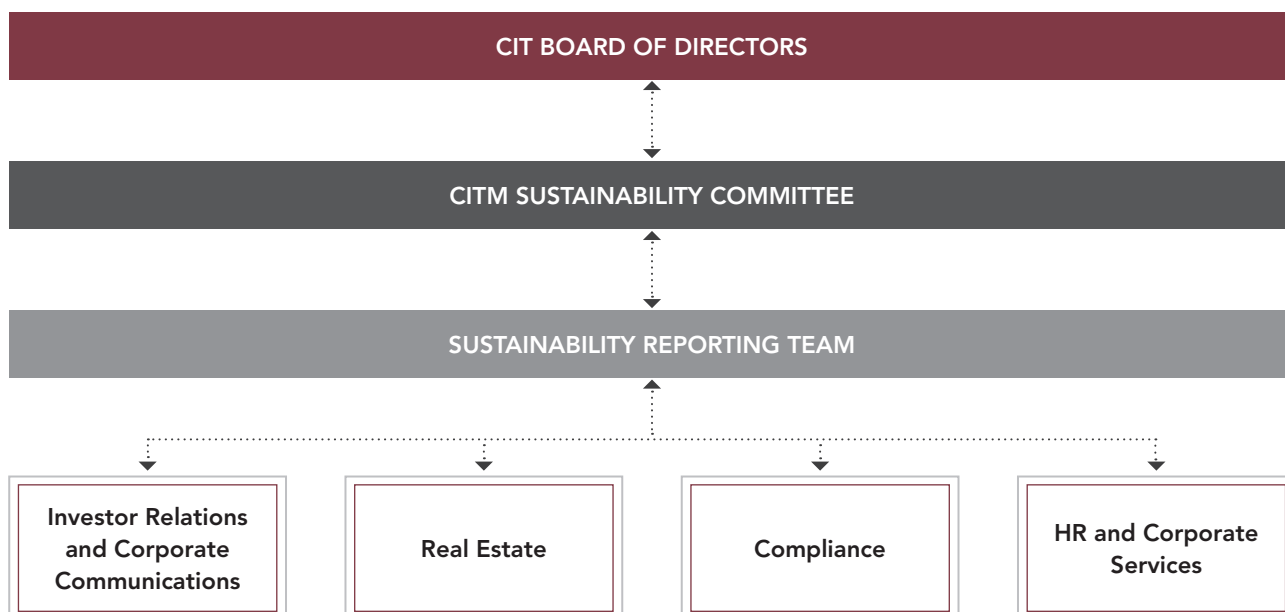 CIT BOARD OF DIRECTORS
CITM SUSTAINABILITY COMMITTEE
SUSTAINABILITY REPORTING TEAM
Investor Relations
and Corporate
Communications
Real Estate
Compliance
HR and Corporate
Services